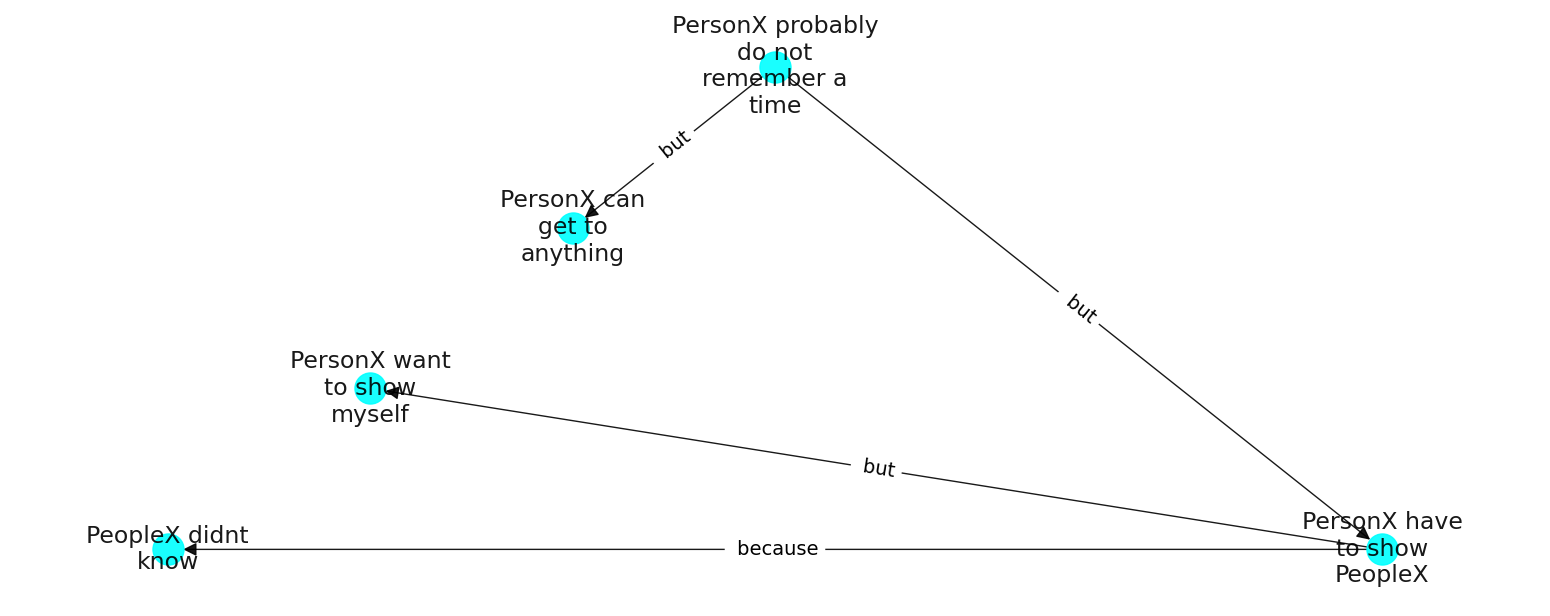 PersonX probably
do not
remember a
time
but
PersonX can
get to
anything
but
PersonX want
to show
myself
but
PersonX have
to show
PeopleX
PeopleX didnt
know
because